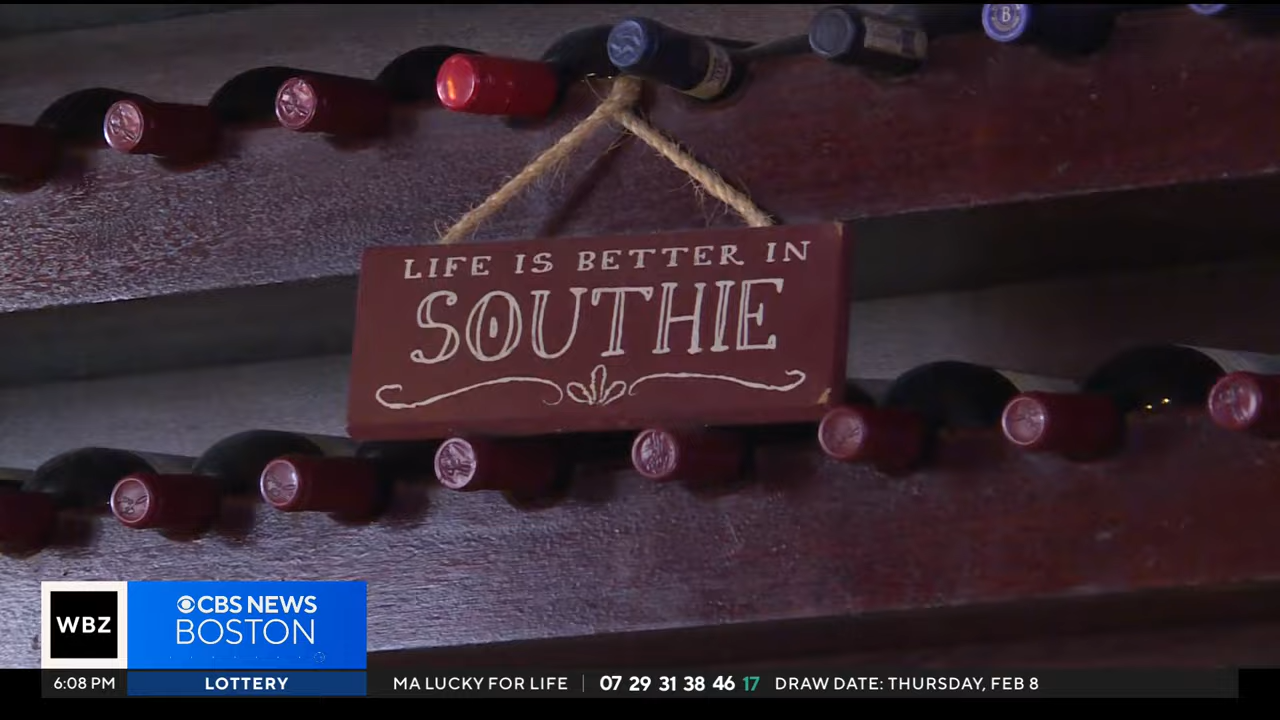 B
LIFE IS BETTER IN
SOUTHIE
WBZ
CBS NEWS
BOSTON
6:08 PM
LOTTERY
MA LUCKY FOR LIFE
07 29 31 38 46 17
DRAW DATE: THURSDAY, FEB 8